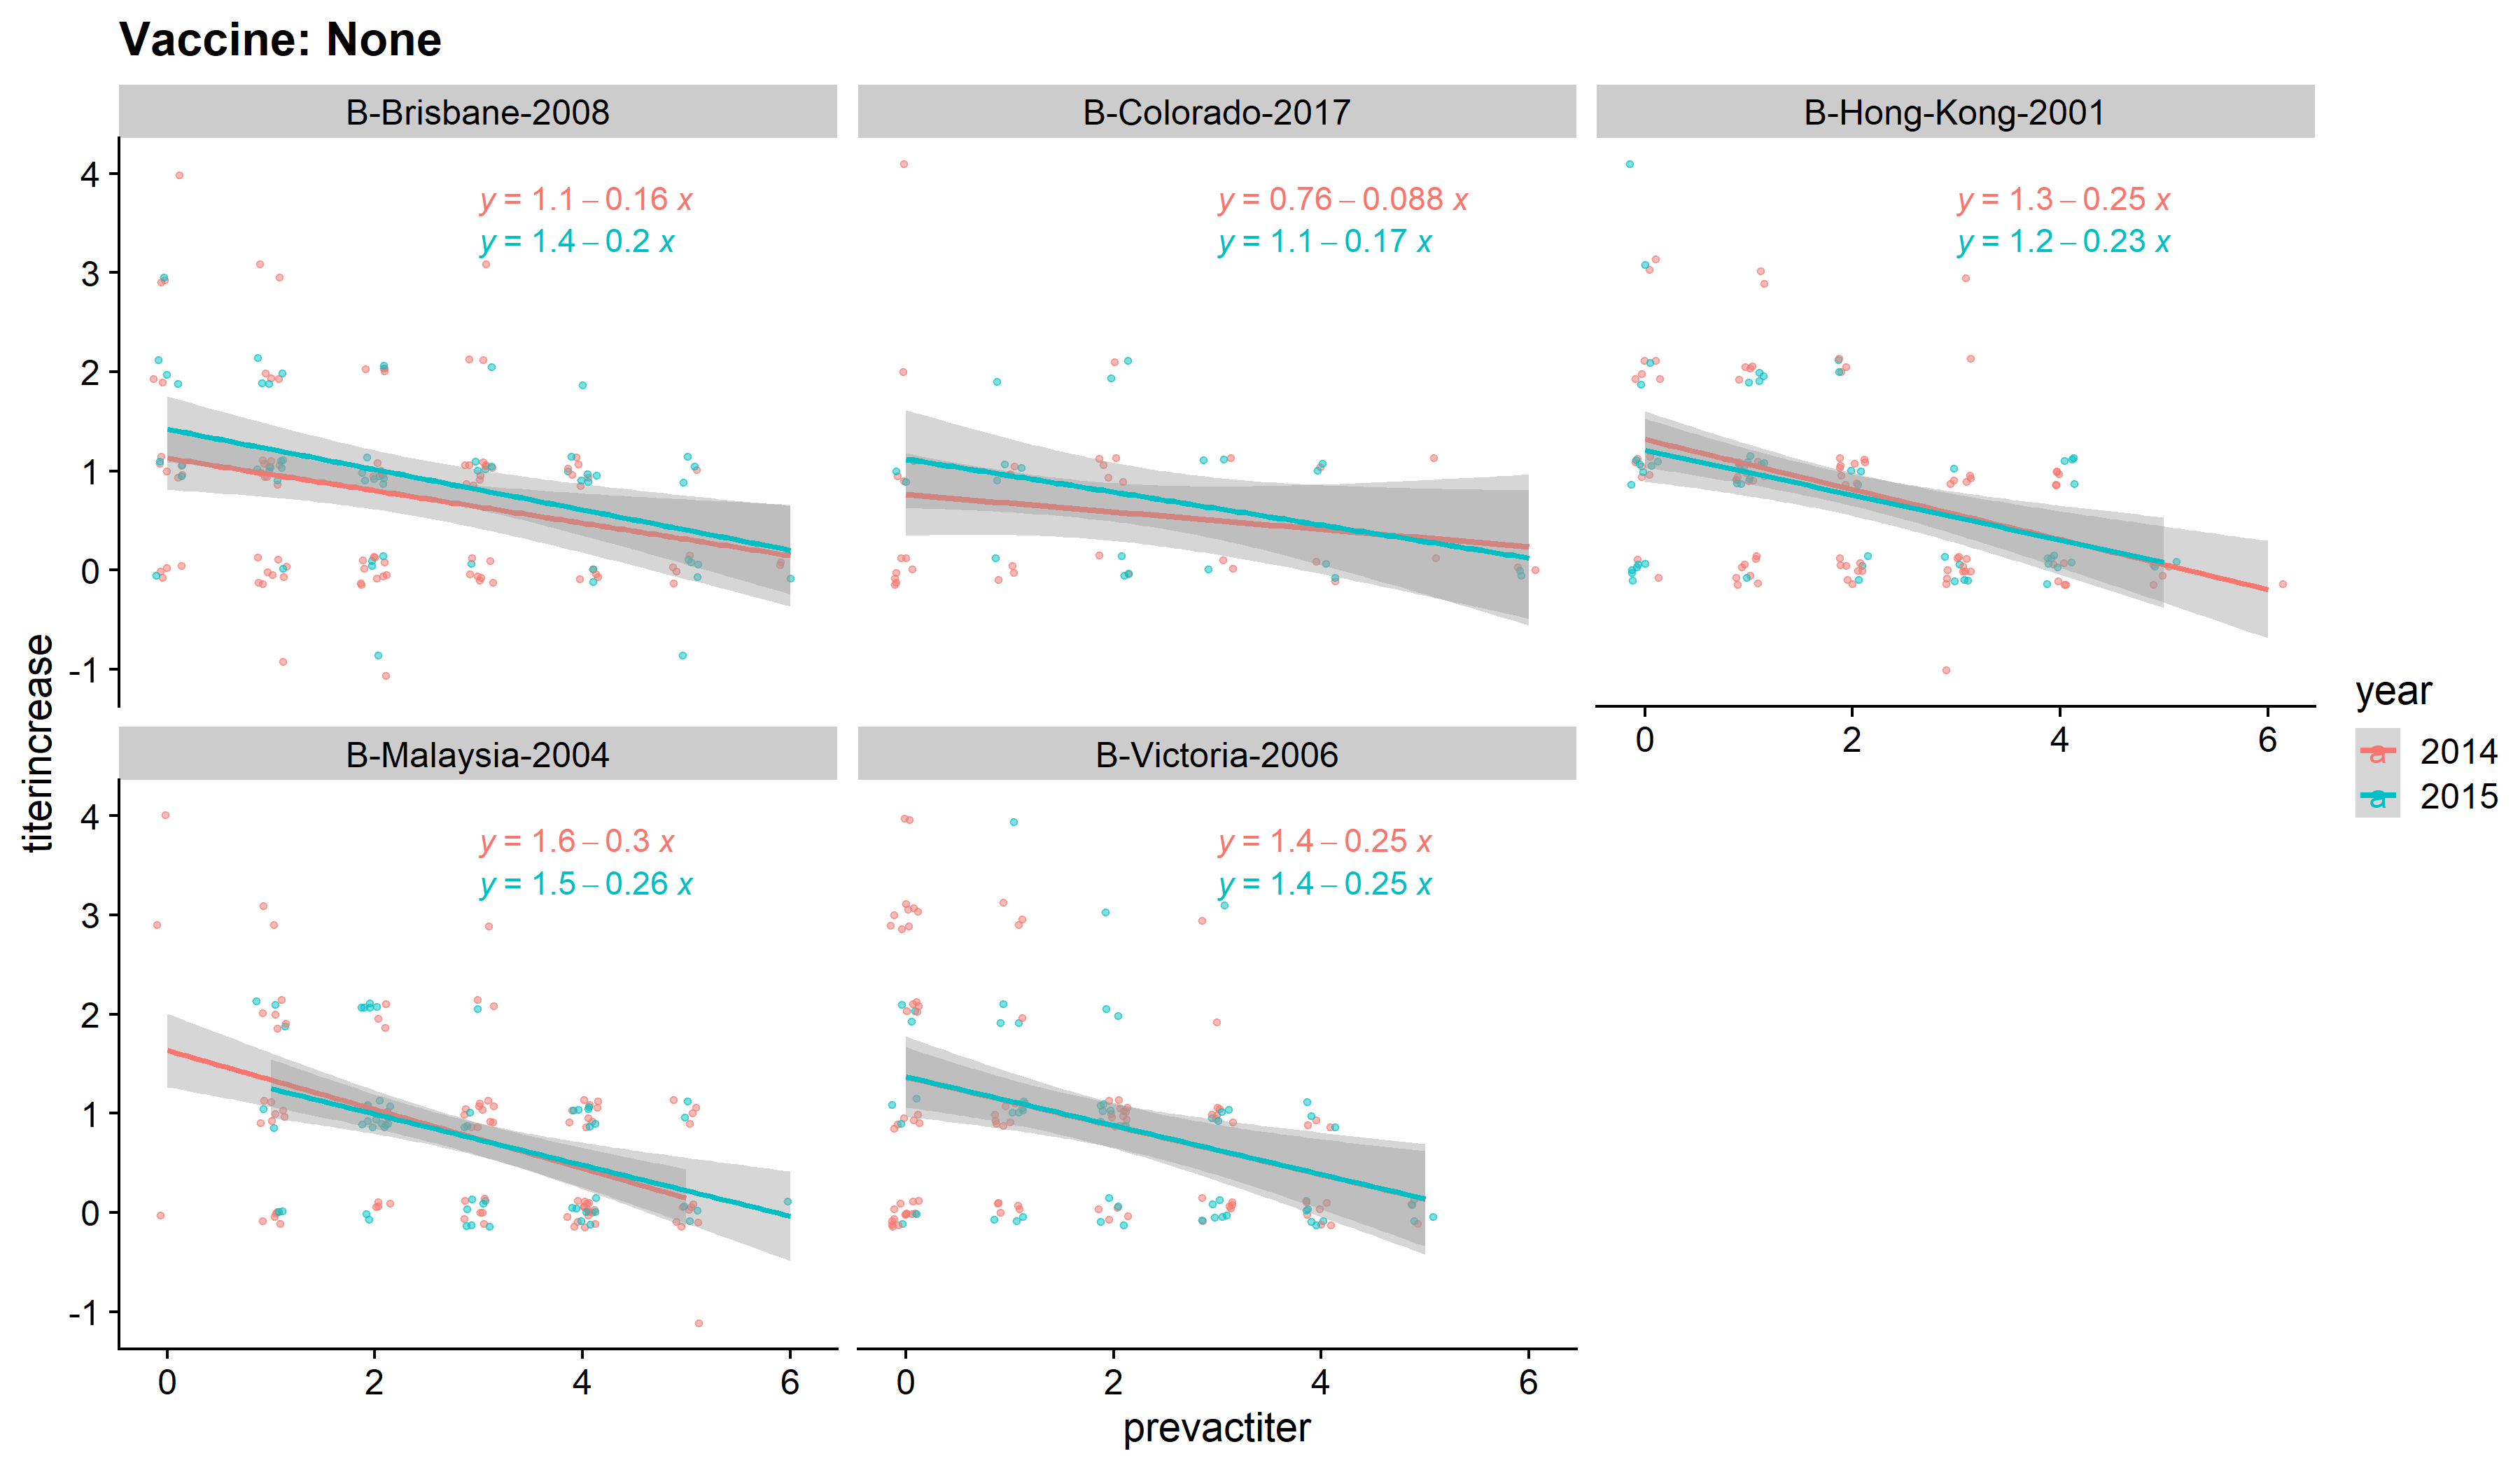 Vaccine: None
B-Brisbane-2008
B-Colorado-2017
B-Hong-Kong-2001
4
3
2
1
0
-1
y = 1.1 – 0.16 x
y = 1.4 – 0.2 x
y = 0.76 – 0.088 x
y = 1.1 – 0.17 x
y = 1.3 – 0.25 x
y = 1.2 – 0.23 x
0 2 4 6
titerincrease
B-Malaysia-2004
B-Victoria-2006
4
3
2
1
0
-1
y = 1.6 – 0.3 x
y = 1.5 – 0.26 x
y = 1.4 – 0.25 x
y = 1.4 – 0.25 x
0 2 4 6
0 2 4 6
prevactiter
year
a 2014
a 2015